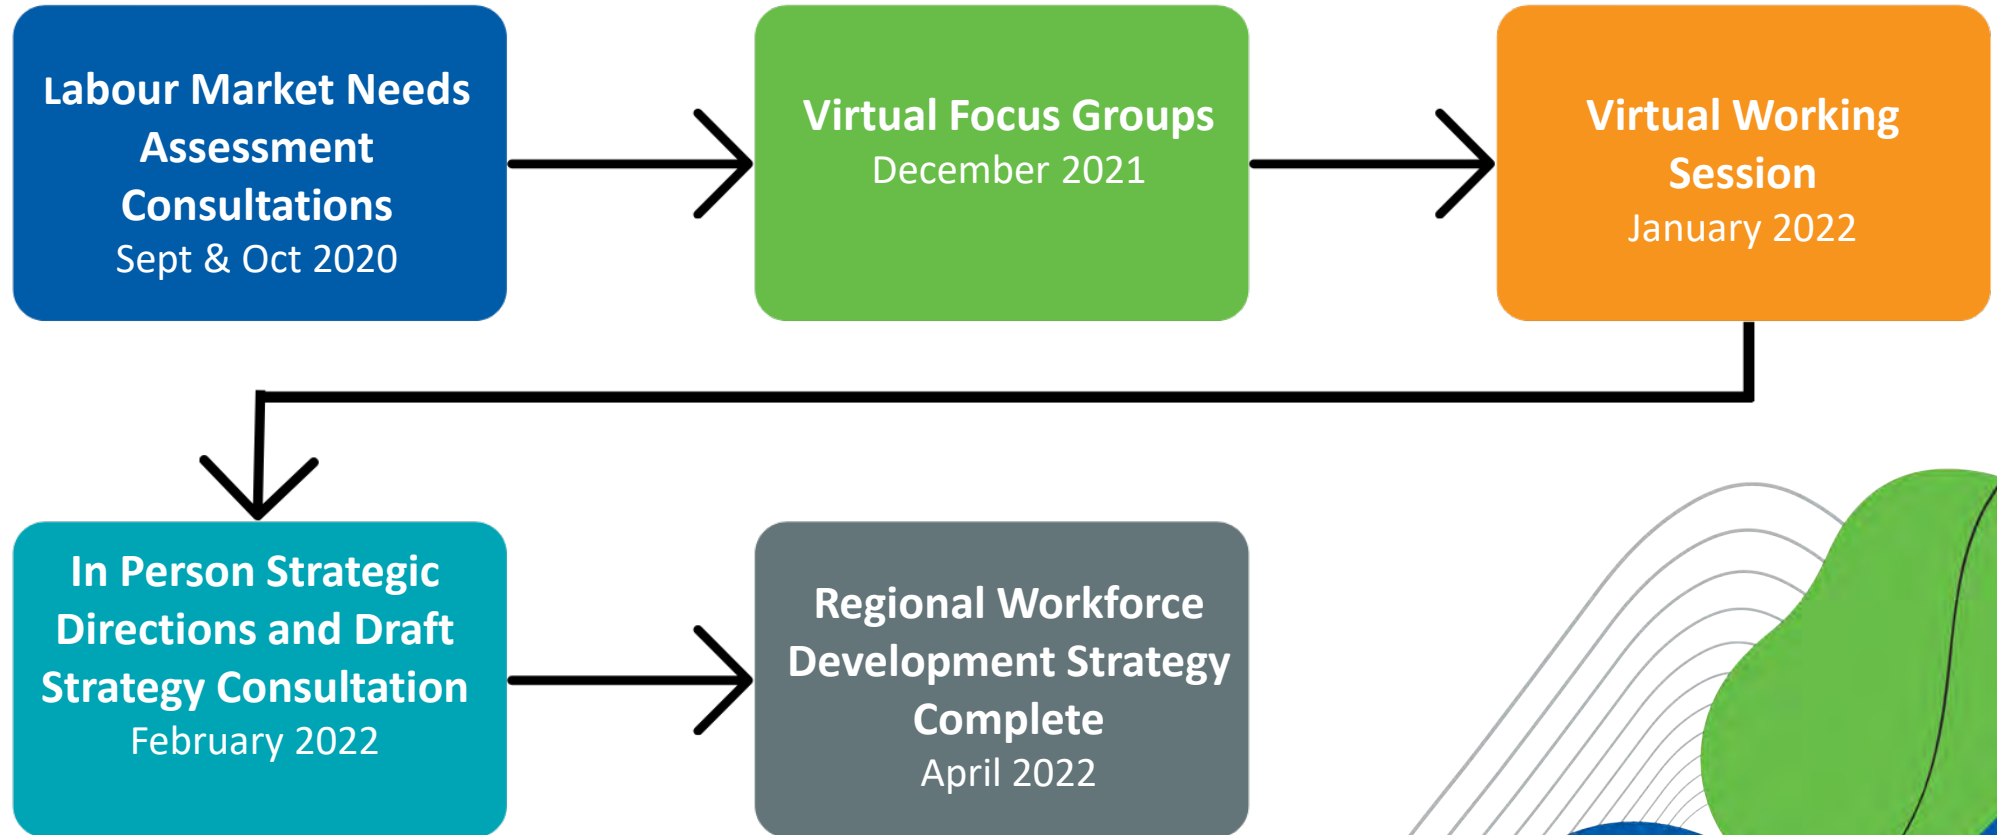 Labour Market Needs
Assessment
Consultations
Sept & Oct 2020
Virtual Focus Groups
December 2021
Virtual Working
Session
January 2022
In Person Strategic
Directions and Draft
Strategy Consultation
February 2022
Regional Workforce
Development Strategy
Complete
April 2022